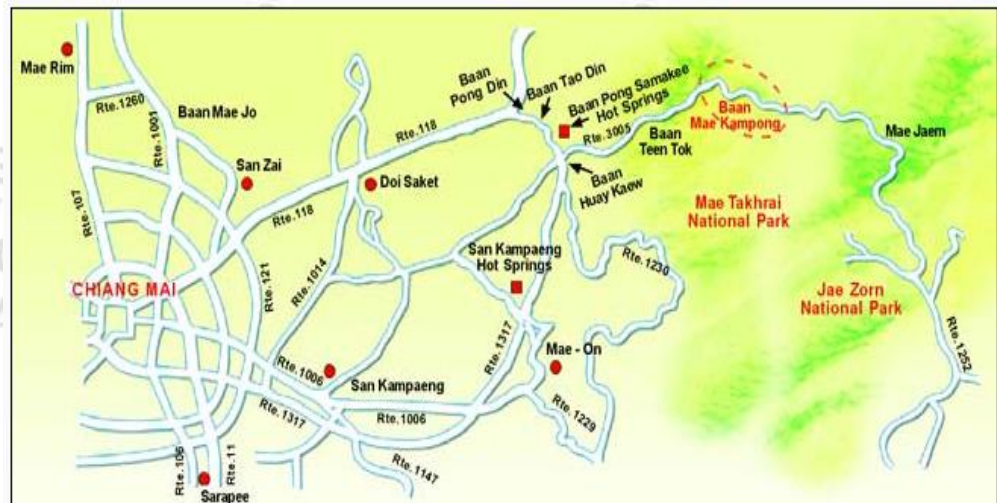 Mae Rim
Rte.1260
Rte.1001
Baan Mae Jo
San Zai
Rte.107
Rte.118
Rte.118
Doi Saket
Baan
Pong Din
Baan Tao Din
Baan Pong Samakee
Hot Springs
Rte.3005
Baan
Teen Tok
Baan
Mae Kampong
Mae Jaem
Baan
Huay Kaew
Mae Takhrai
National Park
Jae Zorn
National Park
Rte.1252
CHIANG MAI
Rte.121
Rte.1014
San Kampaeng
Hot Springs
Rte.1230
Rte.1317
Mae - On
Rte.1006
San Kampaeng
Rte.1006
Rte.1229
Rte.1317
Rte.1147
Rte.106
Rte.11
Sarapee